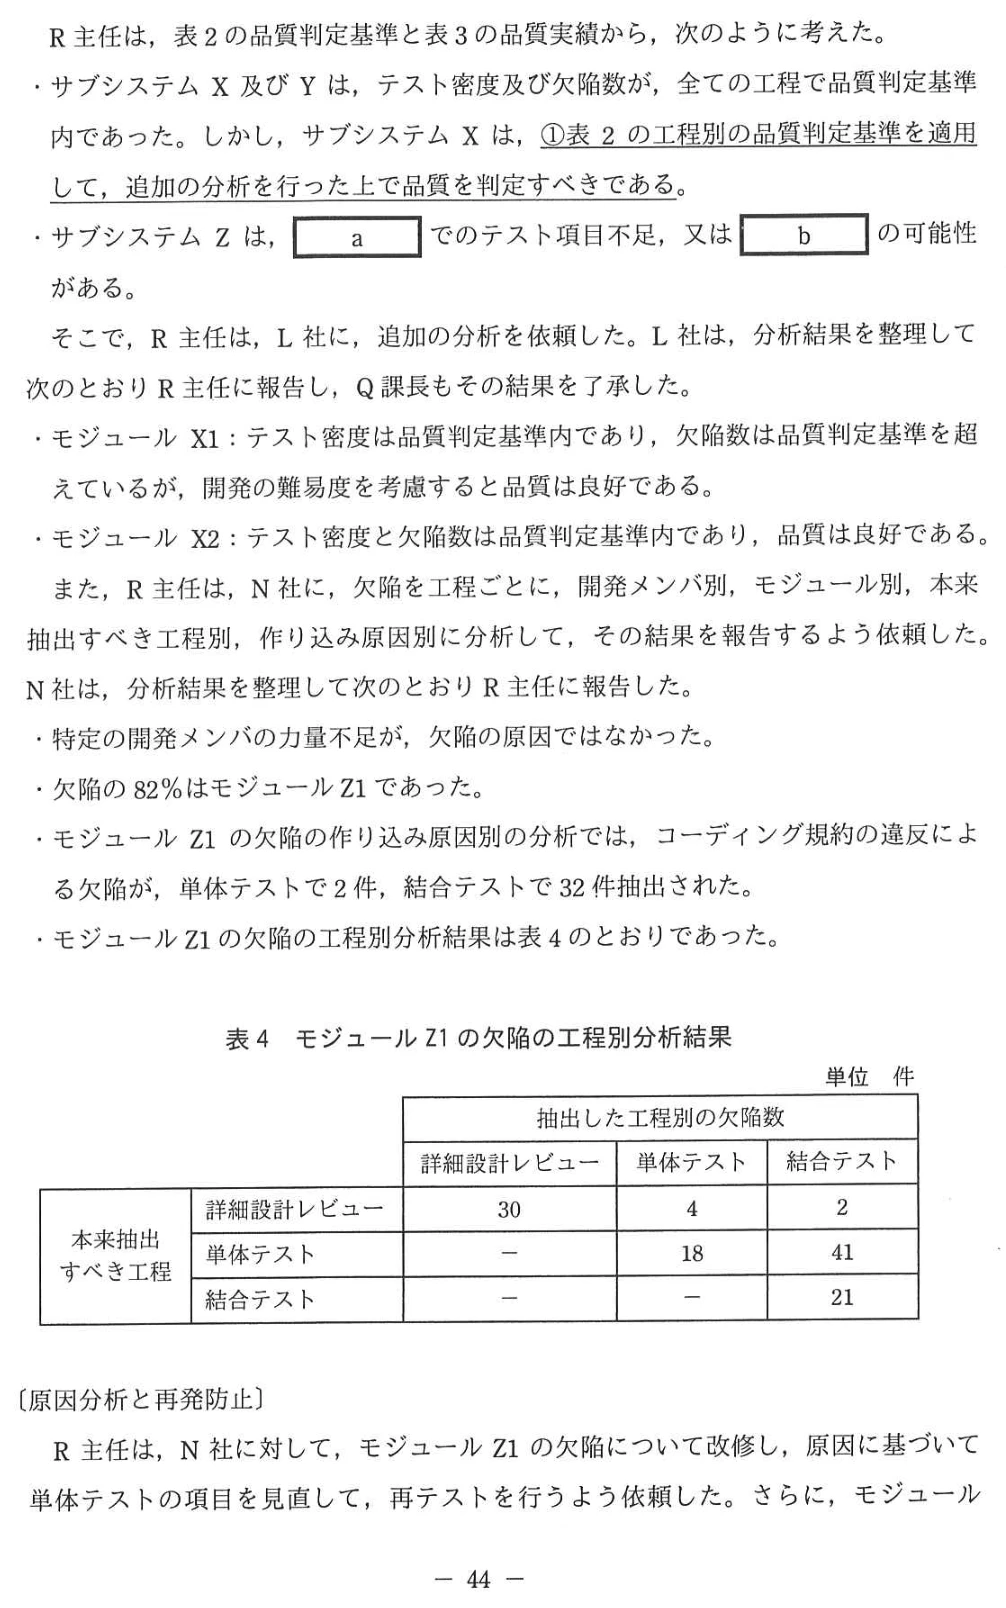 R 主任は，表 2 の品質判定基準と表 3 の品質実績から，次のように考えた。
・サブシステム X 及び Y は，テスト密度及び欠陥数が，全ての工程で品質判定基準
内であった。しかし，サブシステム X は，①表 2 の工程別の品質判定基準を適用
して，追加の分析を行った上で品質を判定すべきである。
・サブシステム Z は， a でのテスト項目不足，又は b の可能性
がある。
そこで，R 主任は，L 社に，追加の分析を依頼した。L 社は，分析結果を整理して
次のとおり R 主任に報告し，Q 課長もその結果を了承した。
・モジュール X1：テスト密度は品質判定基準内であり，欠陥数は品質判定基準を超
えているが，開発の難易度を考慮すると品質は良好である。
・モジュール X2：テスト密度と欠陥数は品質判定基準内であり，品質は良好である。
また，R 主任は，N 社に，欠陥を工程ごとに，開発メンバ別，モジュール別，本来
抽出すべき工程別，作り込み原因別に分析して，その結果を報告するよう依頼した。
N 社は，分析結果を整理して次のとおり R 主任に報告した。
・特定の開発メンバの力量不足が，欠陥の原因ではなかった。
・欠陥の 82％はモジュール Z1 であった。
・モジュール Z1 の欠陥の作り込み原因別の分析では，コーディング規約の違反によ
る欠陥が，単体テストで 2 件，結合テストで 32 件抽出された。
・モジュール Z1 の欠陥の工程別分析結果は表 4 のとおりであった。
表 4 モジュール Z1 の欠陥の工程別分析結果
単位 件
抽出した工程別の欠陥数
詳細設計レビュー 単体テスト 結合テスト
本来抽出
すべき工程
詳細設計レビュー 30 4 2
単体テスト － 18 41
結合テスト － － 21
〔原因分析と再発防止〕
R 主任は，N 社に対して，モジュール Z1 の欠陥について改修し，原因に基づいて
単体テストの項目を見直して，再テストを行うよう依頼した。さらに，モジュール
－ 44 －